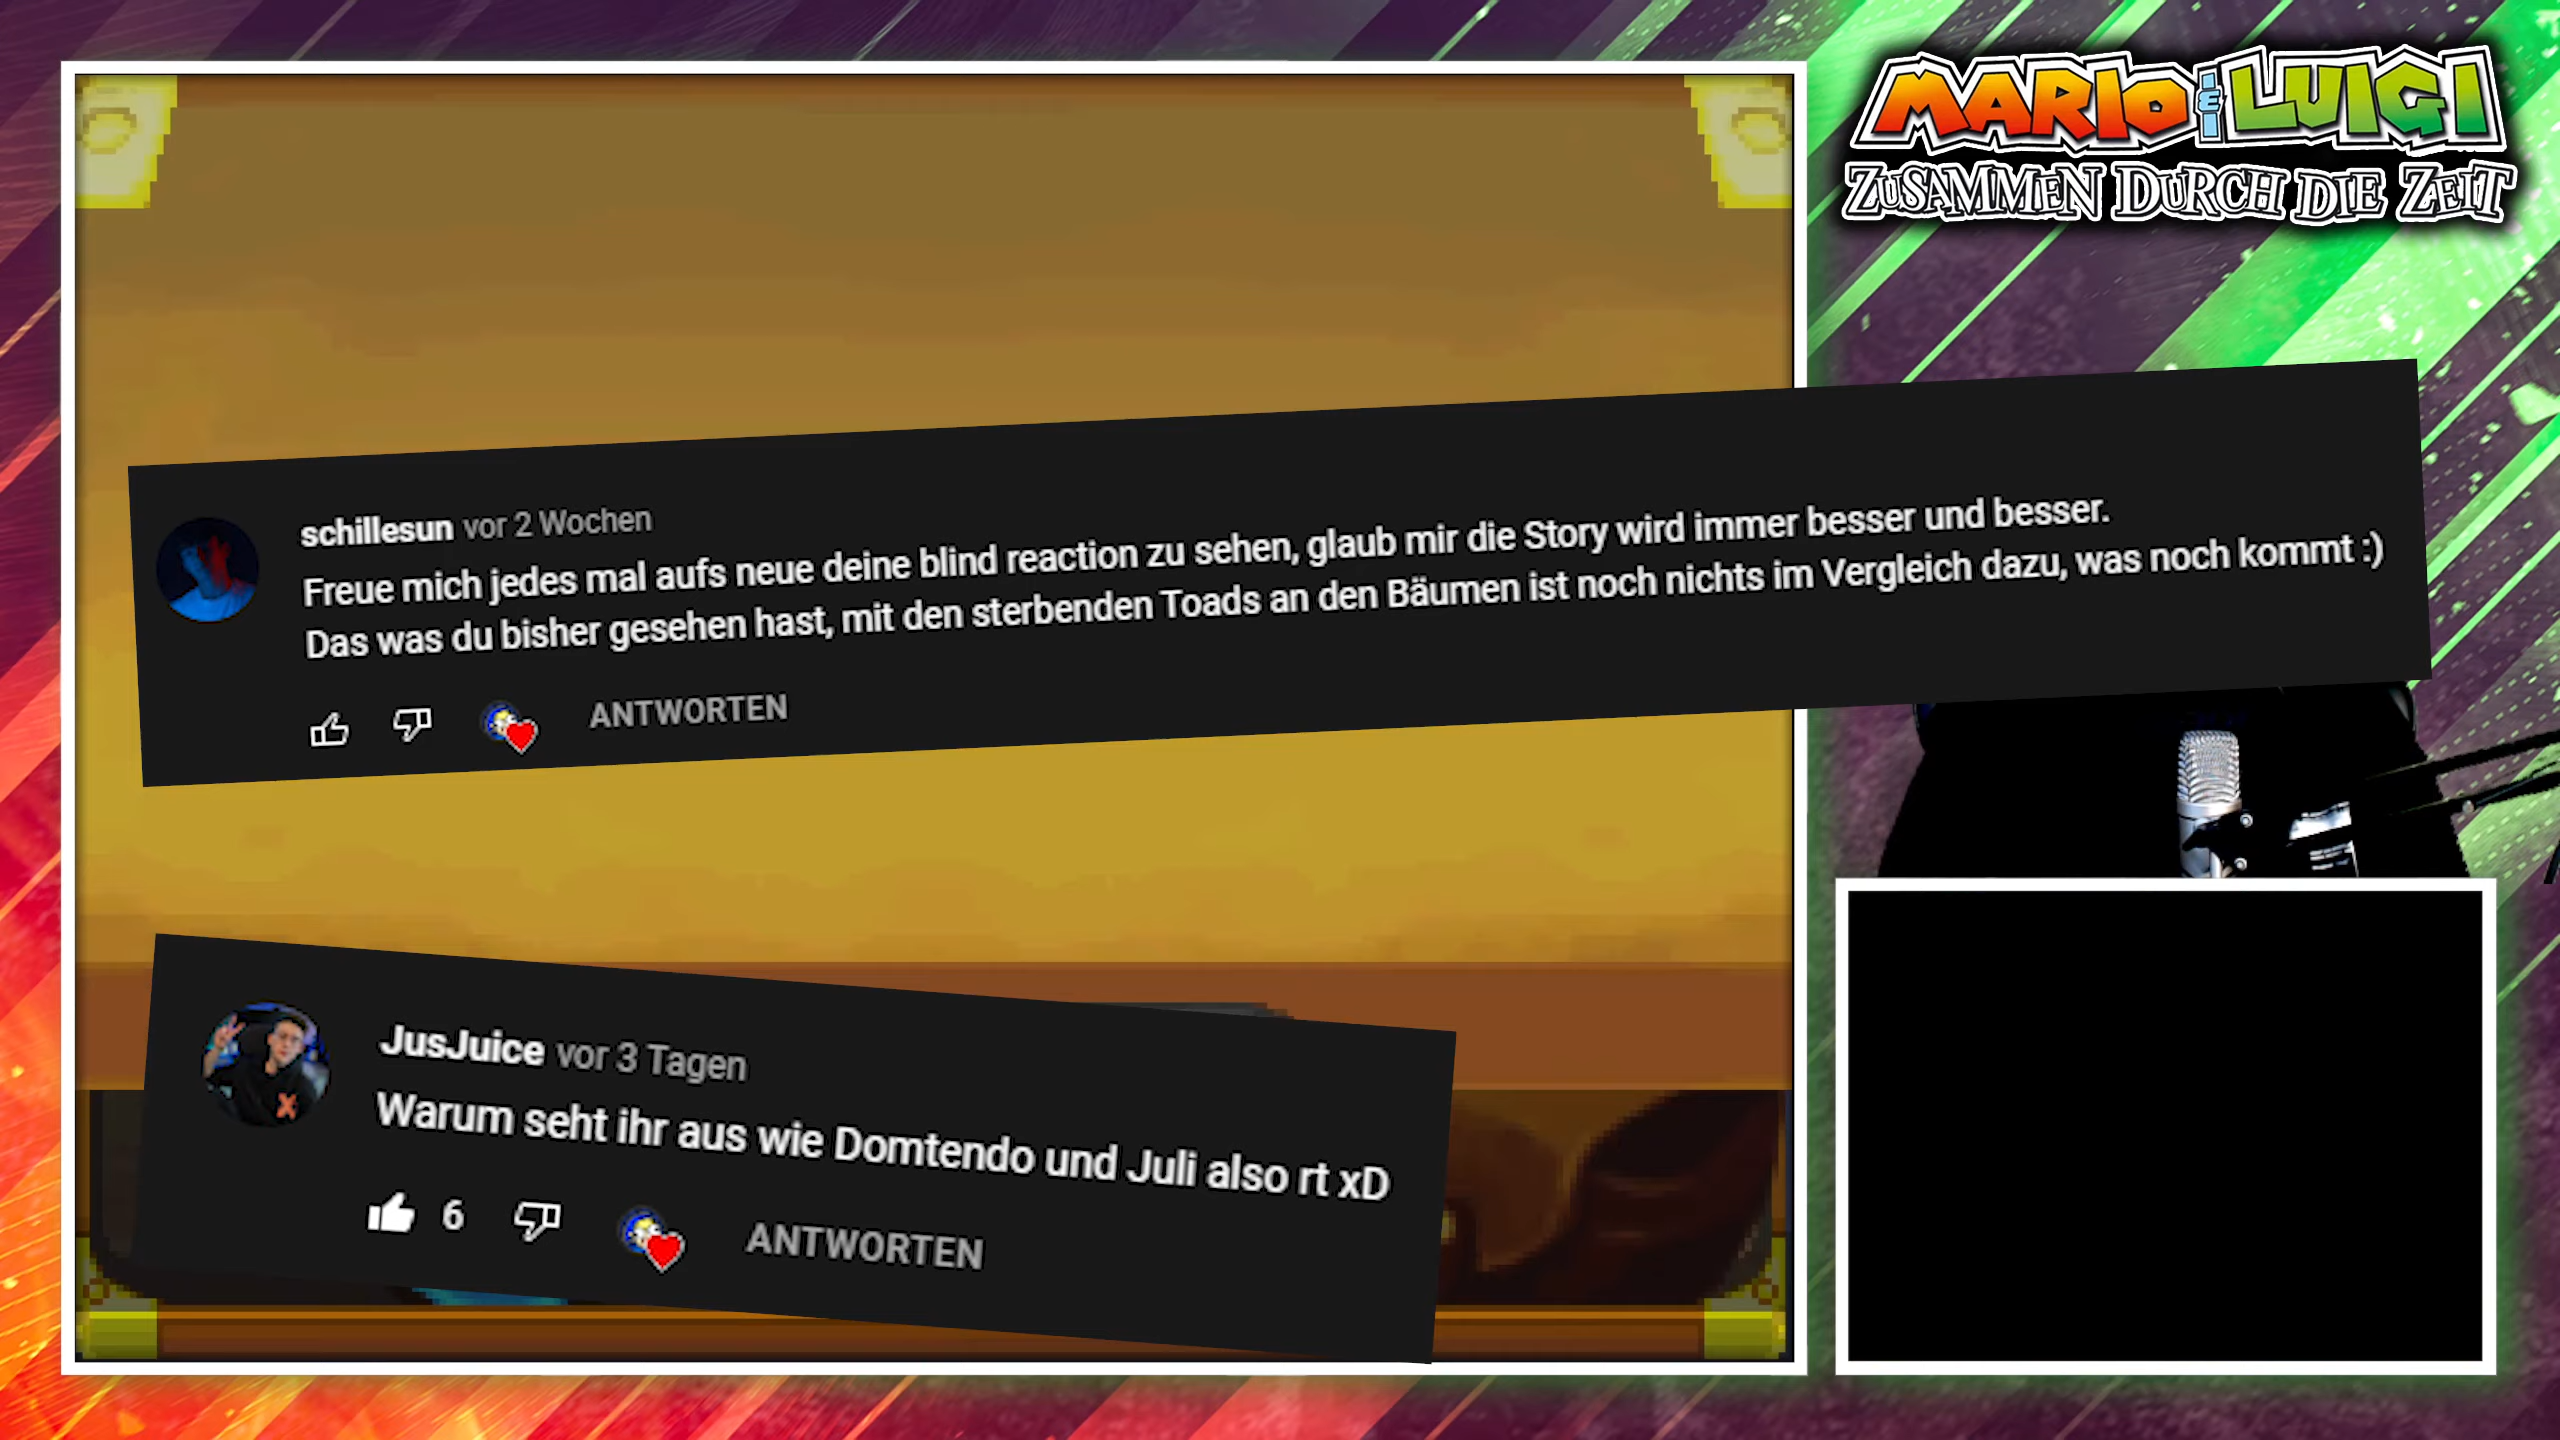 MARIO & LUIGI
ZUSAMMEN DURCH DIE ZEIT
schillesun vor 2 Wochen
Freue mich jedes mal aufs neue deine blind reaction zu sehen, glaub mir die Story wird immer besser und besser.
Das was du bisher gesehen hast, mit den sterbenden Toads an den Bäumen ist noch nichts im Vergleich dazu, was noch kommt :)
ANTWORTEN
JusJuice vor 3 Tagen
Warum seht ihr aus wie Domtendo und Juli also rt xD
6
ANTWORTEN